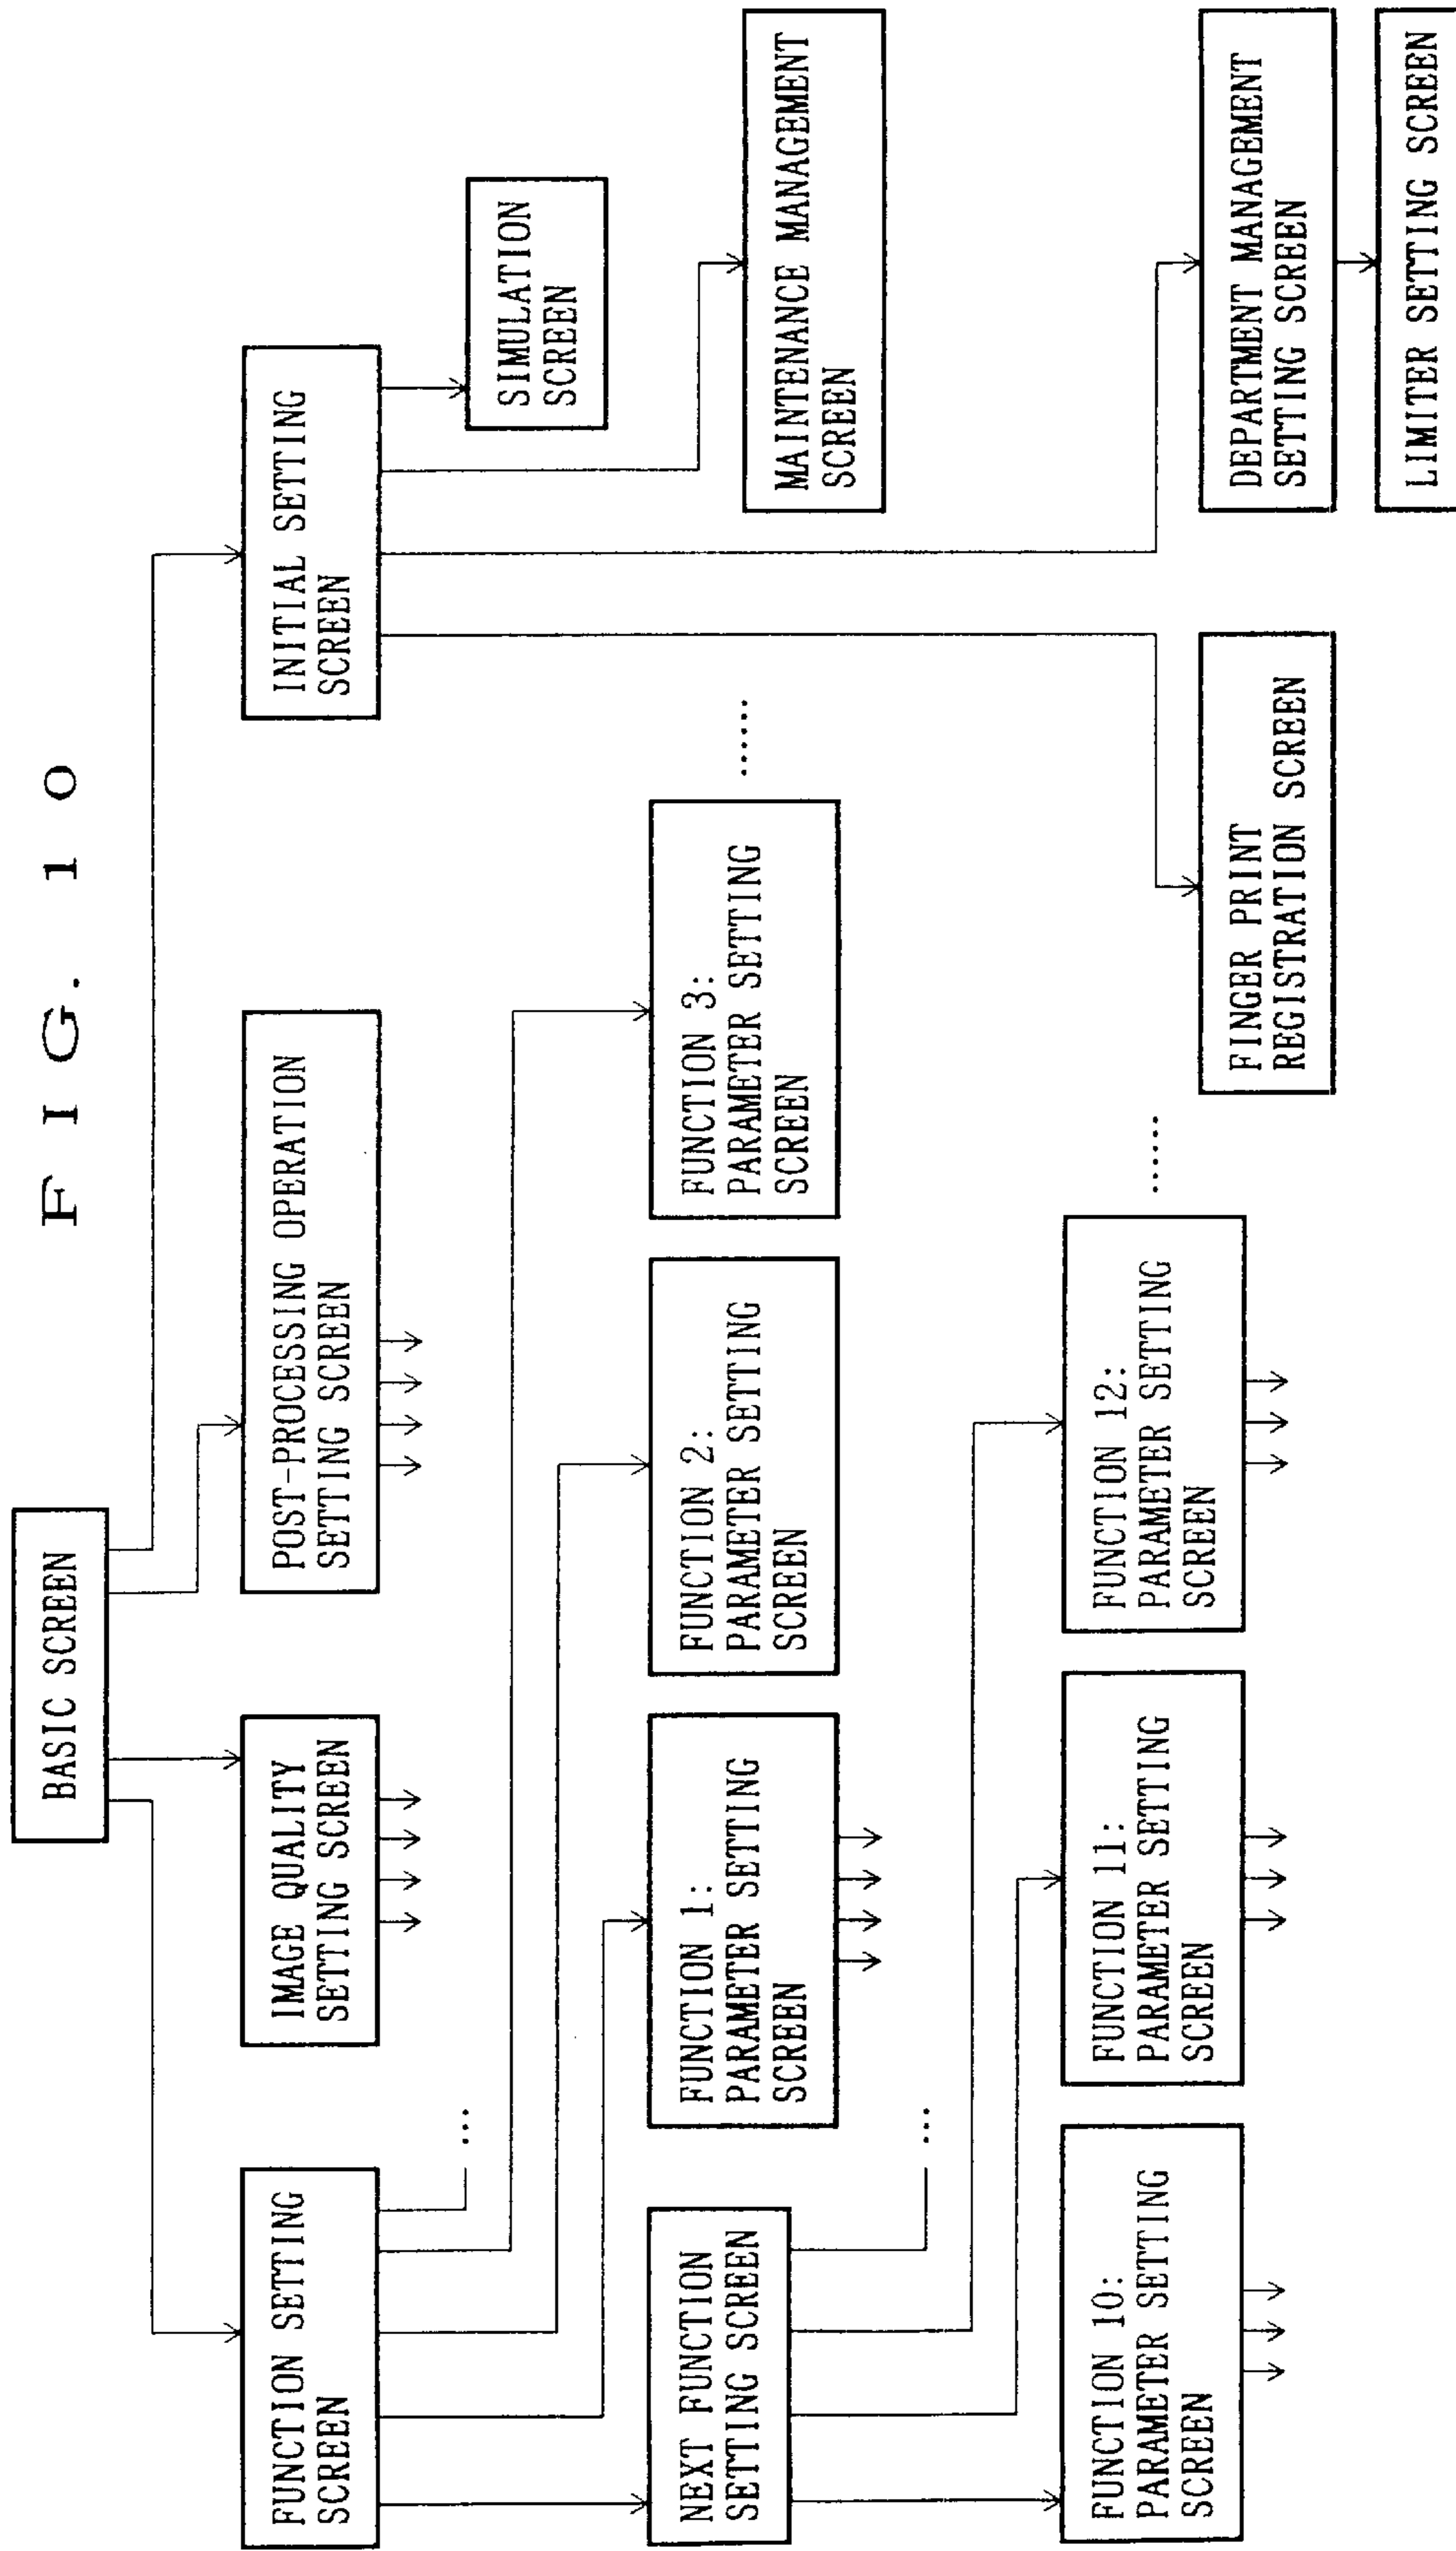 FIG. 10
BASIC SCREEN
FUNCTION SETTING
SCREEN
IMAGE QUALITY
SETTING SCREEN
POST-PROCESSING OPERATION
SETTING SCREEN
INITIAL SETTING
SCREEN
...
SIMULATION
SCREEN
NEXT FUNCTION
SETTING SCREEN
FUNCTION 1:
PARAMETER SETTING
SCREEN
FUNCTION 2:
PARAMETER SETTING
SCREEN
FUNCTION 3:
PARAMETER SETTING
SCREEN
......
MAINTENANCE MANAGEMENT
SCREEN
...
FUNCTION 10:
PARAMETER SETTING
SCREEN
FUNCTION 11:
PARAMETER SETTING
SCREEN
FUNCTION 12:
PARAMETER SETTING
SCREEN
......
FINGER PRINT
REGISTRATION SCREEN
DEPARTMENT MANAGEMENT
SETTING SCREEN
LIMITER SETTING SCREEN